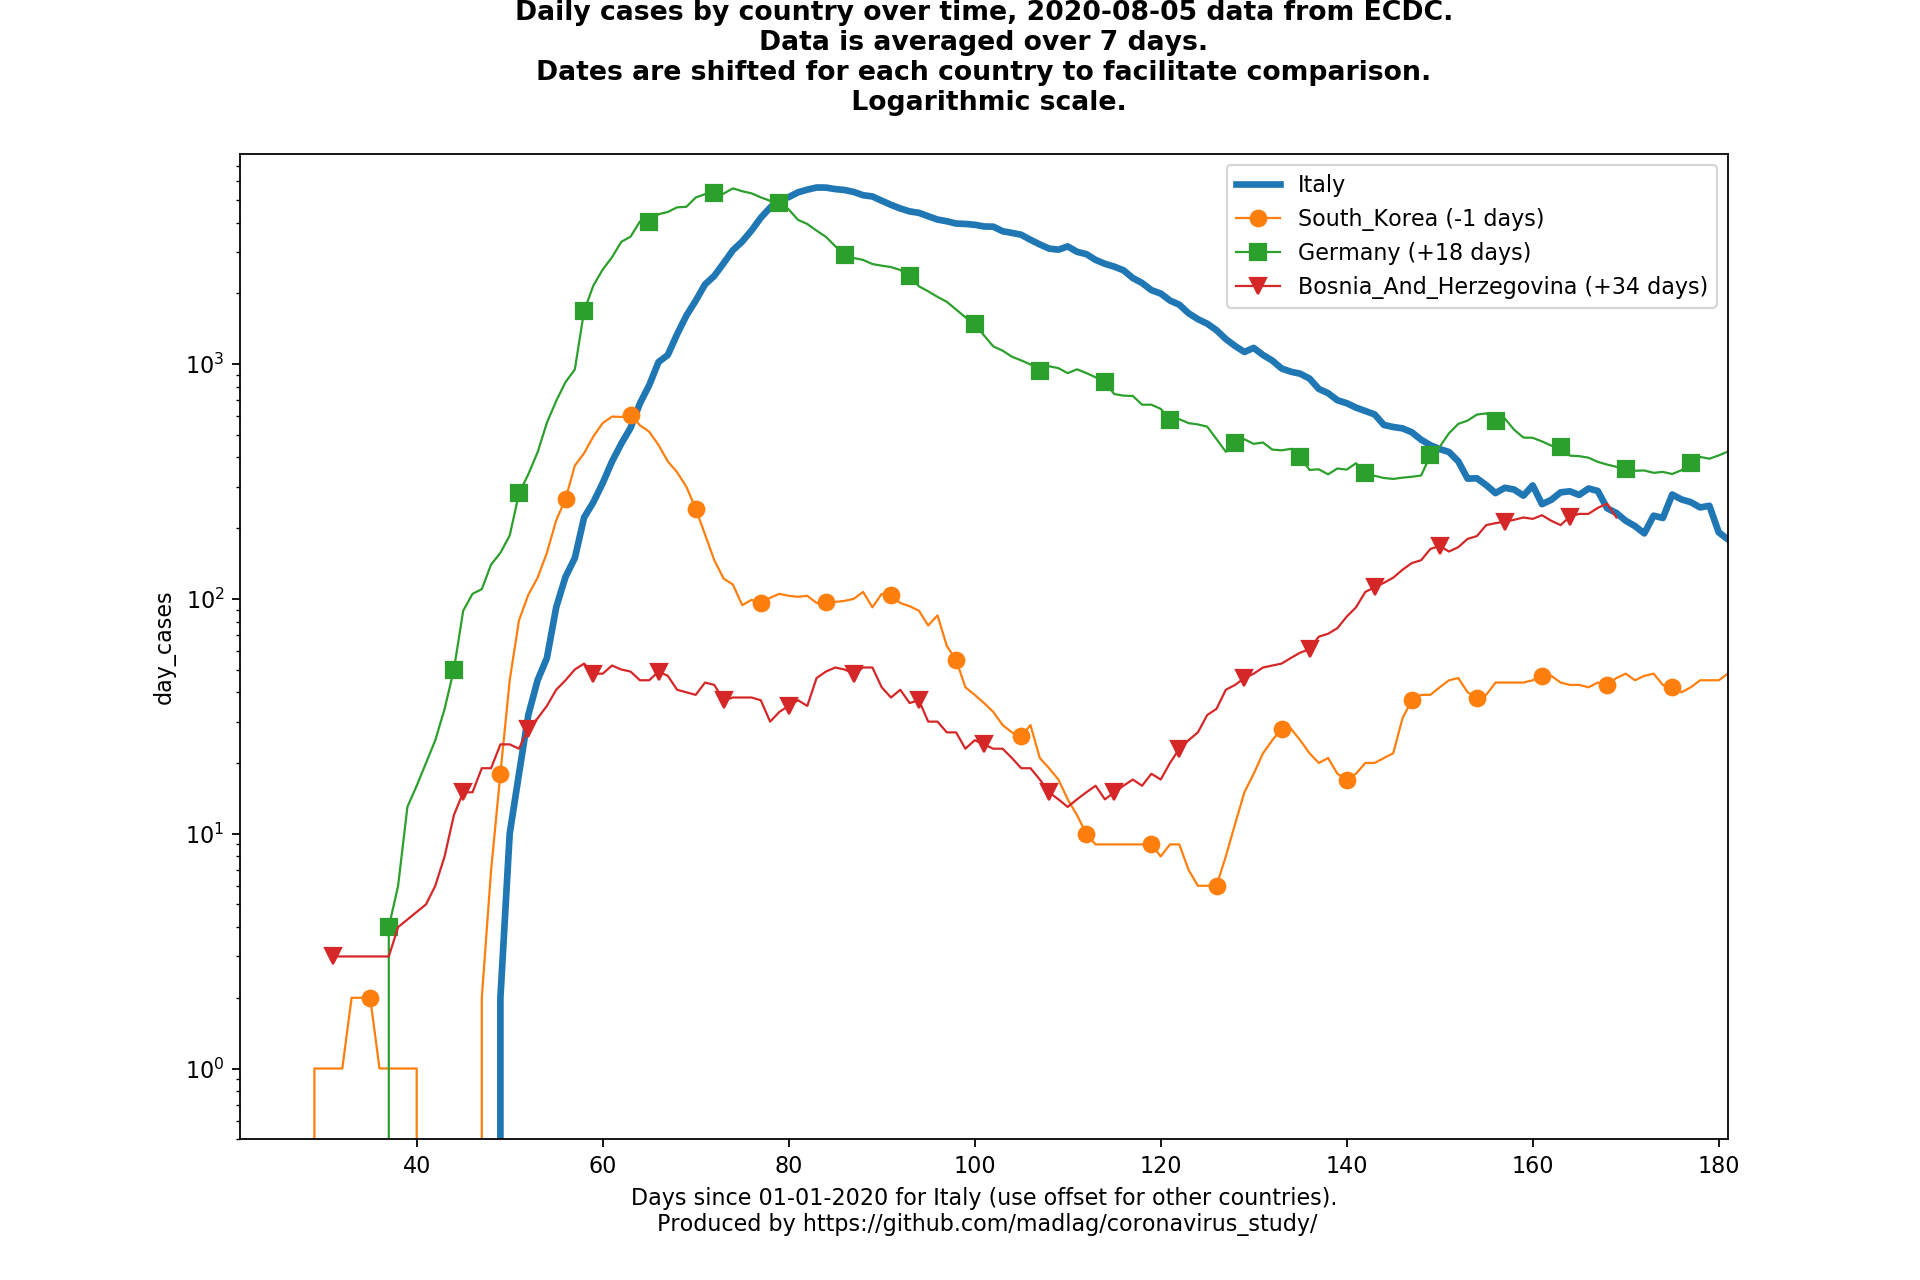 Daily cases by country over time, 2020-08-05 data from ECDC.
Data is averaged over 7 days.
Dates are shifted for each country to facilitate comparison.
Logarithmic scale.
Italy
South_Korea (-1 days)
Germany (+18 days)
Bosnia_And_Herzegovina (+34 days)
day_cases
10³
10²
10¹
10⁰
40 60 80 100 120 140 160 180
Days since 01-01-2020 for Italy (use offset for other countries).
Produced by https://github.com/madlag/coronavirus_study/